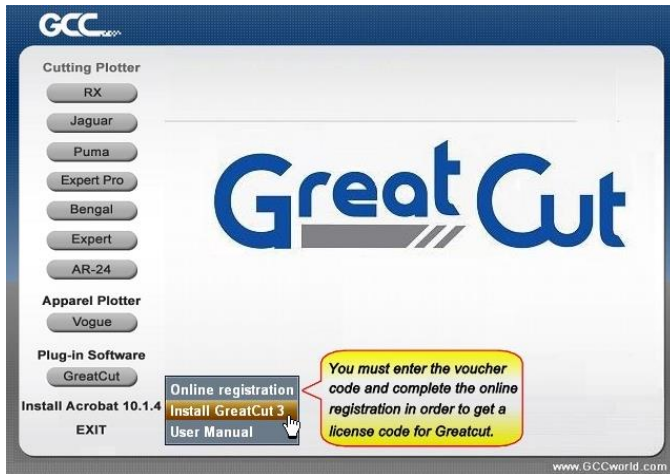 GCC
Cutting Plotter
RX
Jaguar
Puma
Expert Pro
Bengal
Expert
AR-24
Apparel Plotter
Vogue
Plug-in Software
GreatCut
Install Acrobat 10.1.4
EXIT
Great Cut
Online registration
Install GreatCut 3
User Manual
You must enter the voucher
code and complete the online
registration in order to get a
license code for Greatcut.
www.GCCworld.com